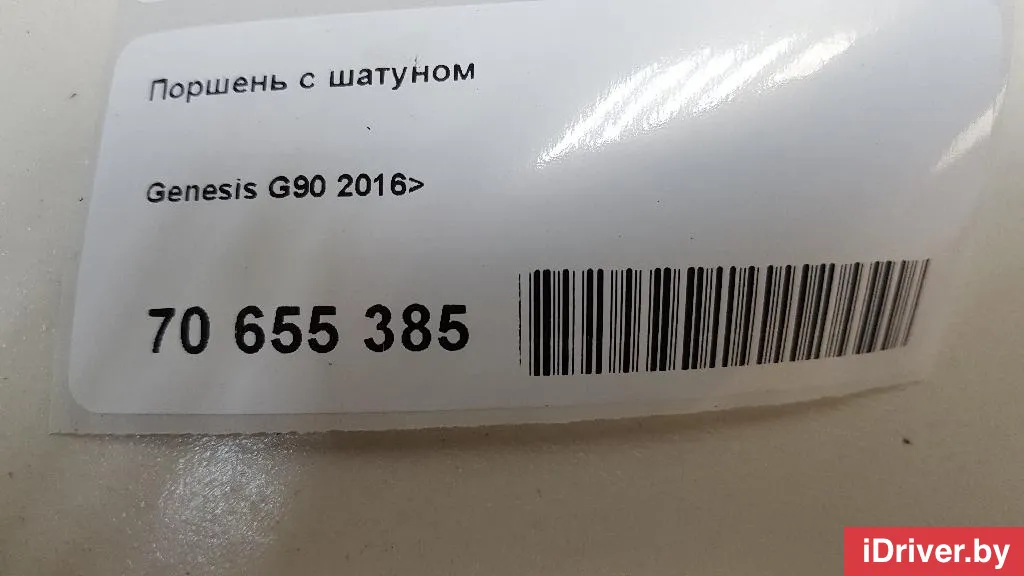 Поршень с шатуном
Genesis G90 2016>
70 655 385
iDriver.by